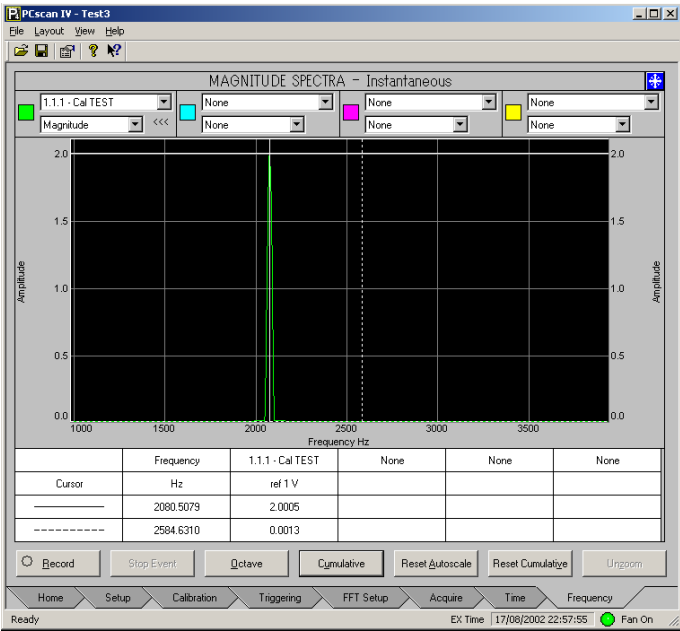 PCscan IV - Test3
File Layout View Help
MAGNITUDE SPECTRA - Instantaneous
1.1.1 - Cal TEST None None None
Magnitude <<< None None None
2.0 2.0
1.5 1.5
Amplitude Amplitude
1.0 1.0
0.5 0.5
0.0 0.0
1000 1500 2000 2500 3000 3500
Frequency Hz
Frequency 1.1.1 - Cal TEST None None None
Cursor Hz ref 1 V
2080.5079 2.0005
2584.6310 0.0013
Record Stop Event Octave Cumulative Reset Autoscale Reset Cumulative Unzoom
Home Setup Calibration Triggering FFT Setup Acquire Time Frequency
Ready EX Time 17/08/2002 22:57:55 Fan On